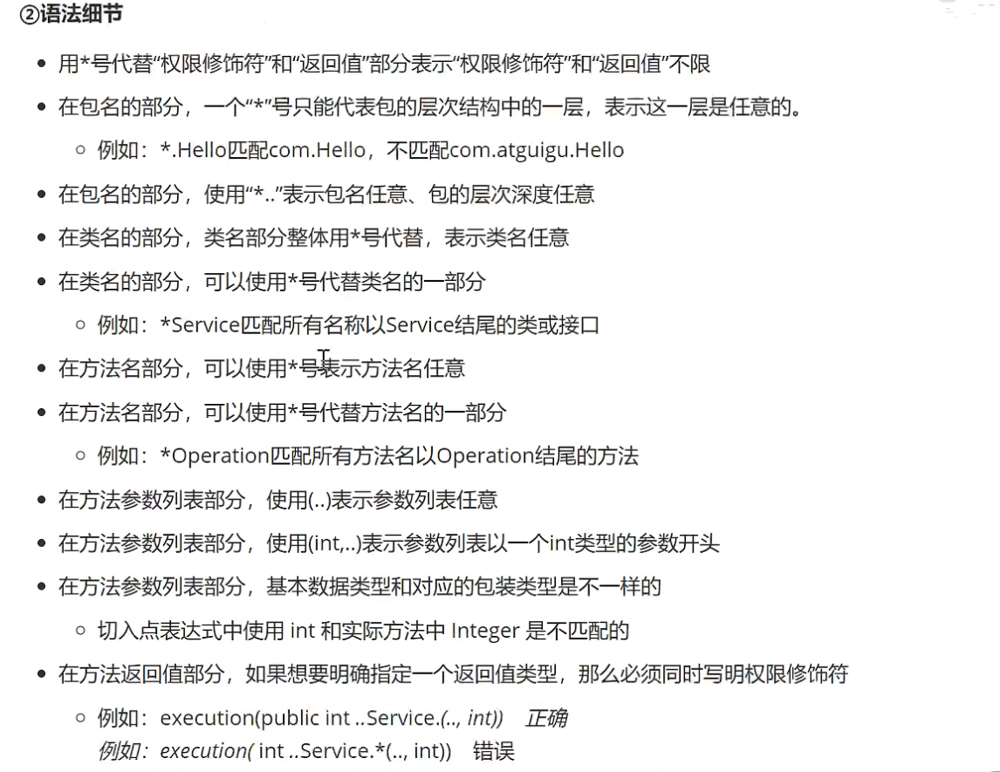 ②语法细节
用*号代替“权限修饰符”和“返回值”部分表示“权限修饰符”和“返回值”不限
在包名的部分，一个“*”号只能代表包的层次结构中的一层，表示这一层是任意的。
例如：*.Hello匹配com.Hello，不匹配com.atguigu.Hello
在包名的部分，使用“*..”表示包名任意、包的层次深度任意
在类名的部分，类名部分整体用*号代替，表示类名任意
在类名的部分，可以使用*号代替类名的一部分
例如：*Service匹配所有名称以Service结尾的类或接口
在方法名部分，可以使用*号表示方法名任意
在方法名部分，可以使用*号代替方法名的一部分
例如：*Operation匹配所有方法名以Operation结尾的方法
在方法参数列表部分，使用(..)表示参数列表任意
在方法参数列表部分，使用(int,..)表示参数列表以一个int类型的参数开头
在方法参数列表部分，基本数据类型和对应的包装类型是不一样的
切入点表达式中使用 int 和实际方法中 Integer 是不匹配的
在方法返回值部分，如果想要明确指定一个返回值类型，那么必须同时写明权限修饰符
例如：execution(public int ..Service.(.., int)) 正确
例如：execution( int ..Service.*(.., int)) 错误